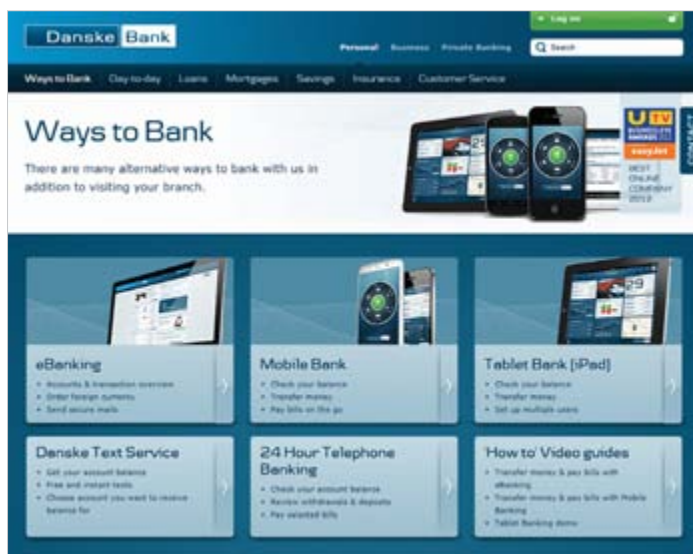 Log on
Danske Bank
Personal Business Private Banking
Search
Ways to Bank Day-to-day Loans Mortgages Savings Insurance Customer Service
Ways to Bank
There are many alternative ways to bank with us in
addition to visiting your branch.
UTV
BUSINESS EYE
AWARDS
easyJet
BEST
ONLINE
COMPANY
2012
CONTACT
29
29
eBanking
• Accounts & transaction overview
• Order foreign currency
• Send secure mails
Mobile Bank
• Check your balance
• Transfer money
• Pay bills on the go
Tablet Bank (iPad)
• Check your balance
• Transfer money
• Set up multiple users
Danske Text Service
• Get your account balance
• Free and instant texts
• Choose account you want to receive
balance for
24 Hour Telephone
Banking
• Check your account balance
• Review withdrawals & deposits
• Pay selected bills
'How to' Video guides
• Transfer money & pay bills with
eBanking
• Transfer money & pay bills with Mobile
Banking
• Tablet Banking demo